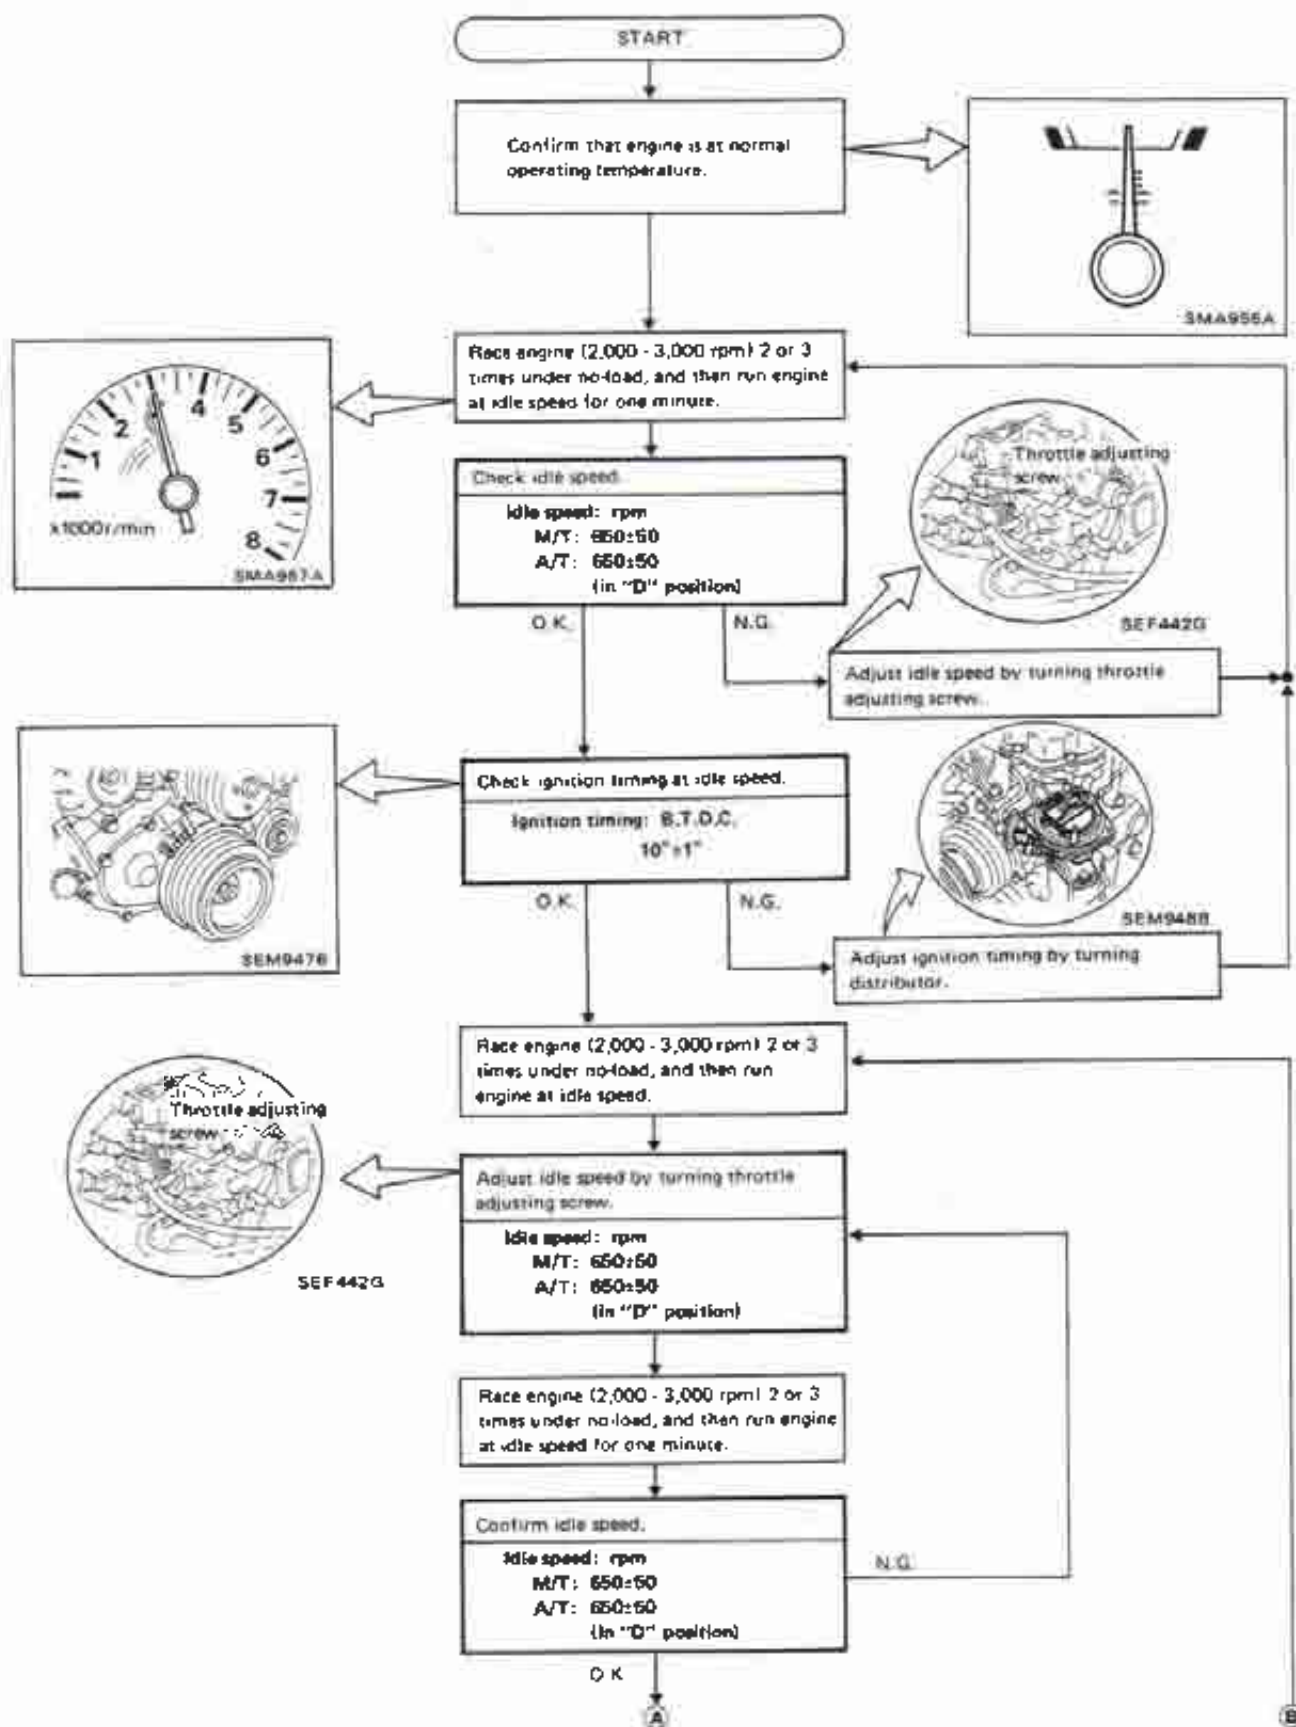 START
Confirm that engine is at normal
operating temperature.
SMA956A
Race engine (2,000 - 3,000 rpm) 2 or 3
times under no-load, and then run engine
at idle speed for one minute.
1
2
4
5
6
7
8
x1000r/min
SMA957A
Check idle speed.
Idle speed: rpm
M/T: 650±50
A/T: 650±50
(in "D" position)
Throttle adjusting
screw
SEF442G
O.K.
N.G.
Adjust idle speed by turning throttle
adjusting screw.
Check ignition timing at idle speed.
Ignition timing: B.T.D.C.
10°±1°
SEM947B
O.K.
N.G.
SEM948B
Adjust ignition timing by turning
distributor.
Race engine (2,000 - 3,000 rpm) 2 or 3
times under no-load, and then run
engine at idle speed.
Throttle adjusting
screw
SEF442G
Adjust idle speed by turning throttle
adjusting screw.
Idle speed: rpm
M/T: 650±50
A/T: 650±50
(in "D" position)
Race engine (2,000 - 3,000 rpm) 2 or 3
times under no-load, and then run engine
at idle speed for one minute.
Confirm idle speed.
Idle speed: rpm
M/T: 650±50
A/T: 650±50
(in "D" position)
N.G.
O.K.
A
B